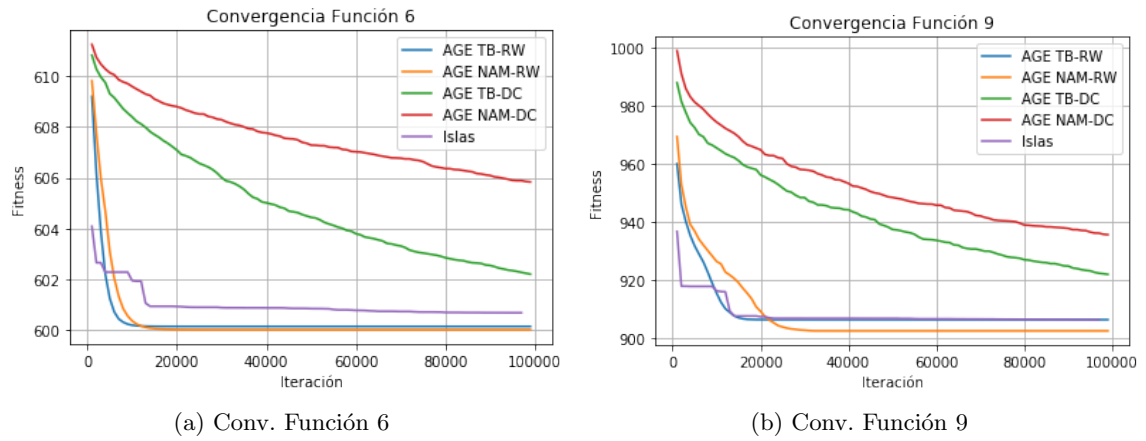 Convergencia Función 6
Fitness
610
608
606
604
602
600
0 20000 40000 60000 80000 100000
Iteración
AGE TB-RW
AGE NAM-RW
AGE TB-DC
AGE NAM-DC
Islas
(a) Conv. Función 6
Convergencia Función 9
Fitness
1000
980
960
940
920
900
0 20000 40000 60000 80000 100000
Iteración
AGE TB-RW
AGE NAM-RW
AGE TB-DC
AGE NAM-DC
Islas
(b) Conv. Función 9